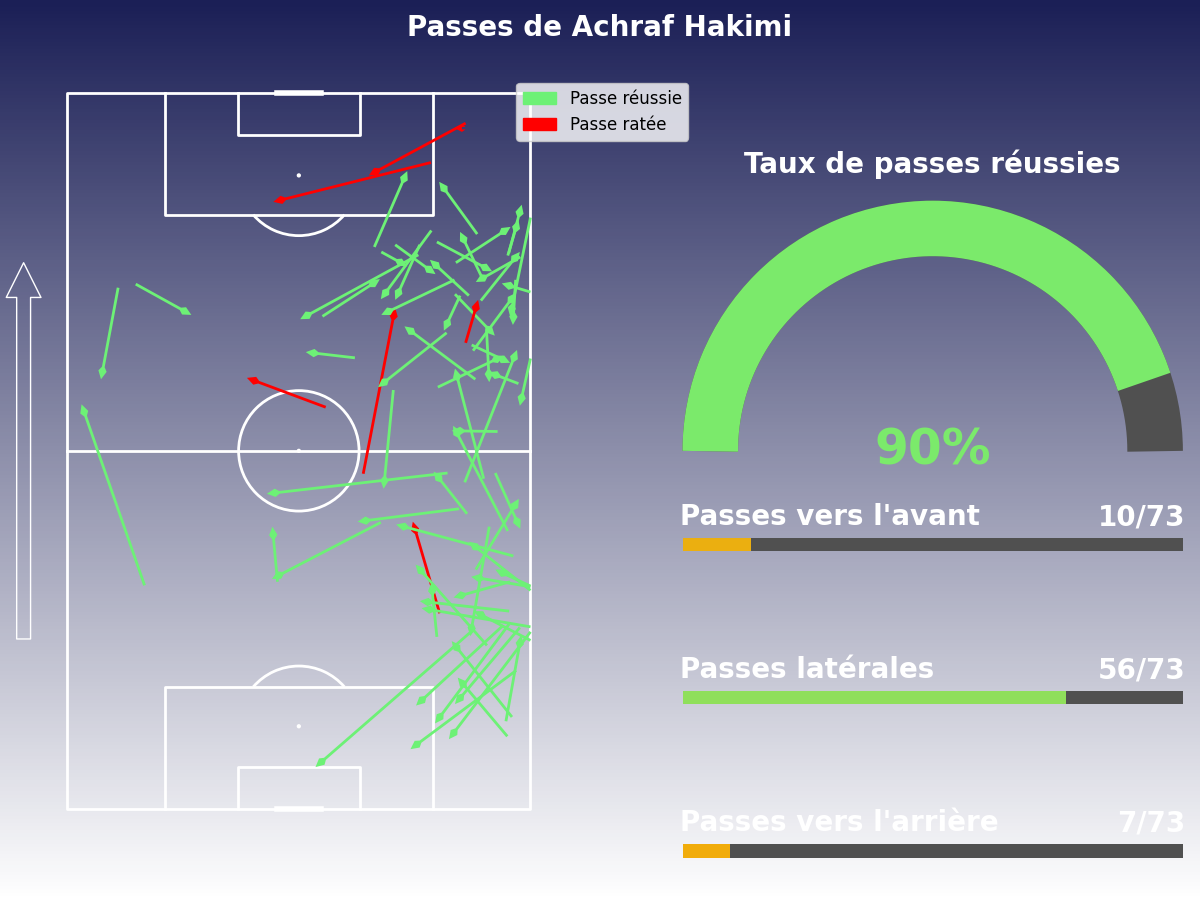 Passes de Achraf Hakimi
Passe réussie
Passe ratée
Taux de passes réussies
90%
Passes vers l'avant 10/73
Passes latérales 56/73
Passes vers l'arrière 7/73